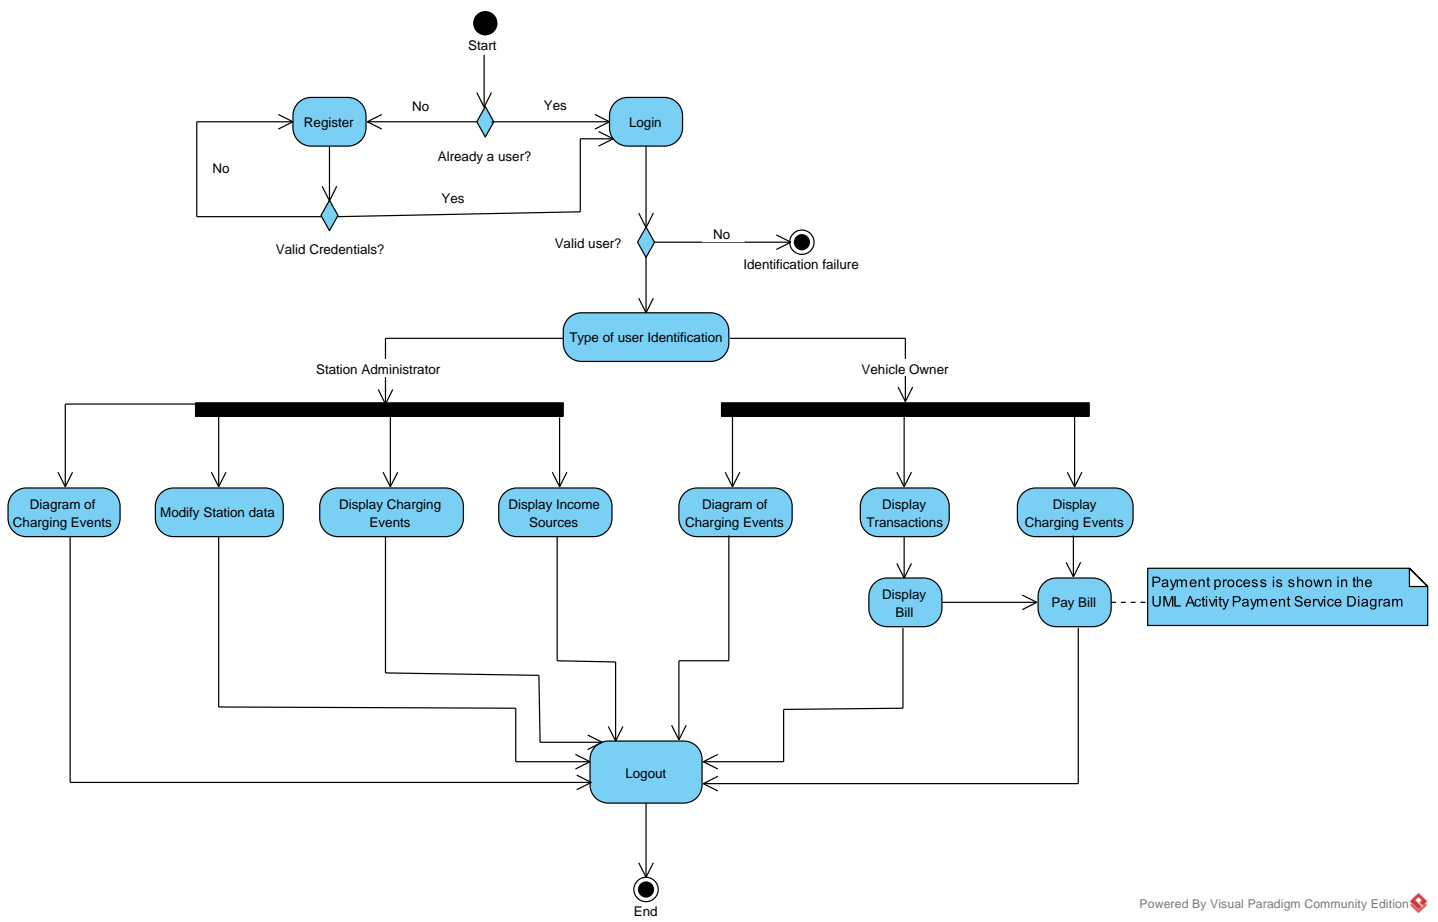 Start
No
Yes
Register
Login
Already a user?
No
Yes
Valid Credentials?
Valid user?
No
Identification failure
Type of user Identification
Station Administrator
Vehicle Owner
Diagram of
Charging Events
Modify Station data
Display Charging
Events
Display Income
Sources
Diagram of
Charging Events
Display
Transactions
Display
Charging Events
Display
Bill
Pay Bill
Payment process is shown in the
UML Activity Payment Service Diagram
Logout
End
Powered By Visual Paradigm Community Edition